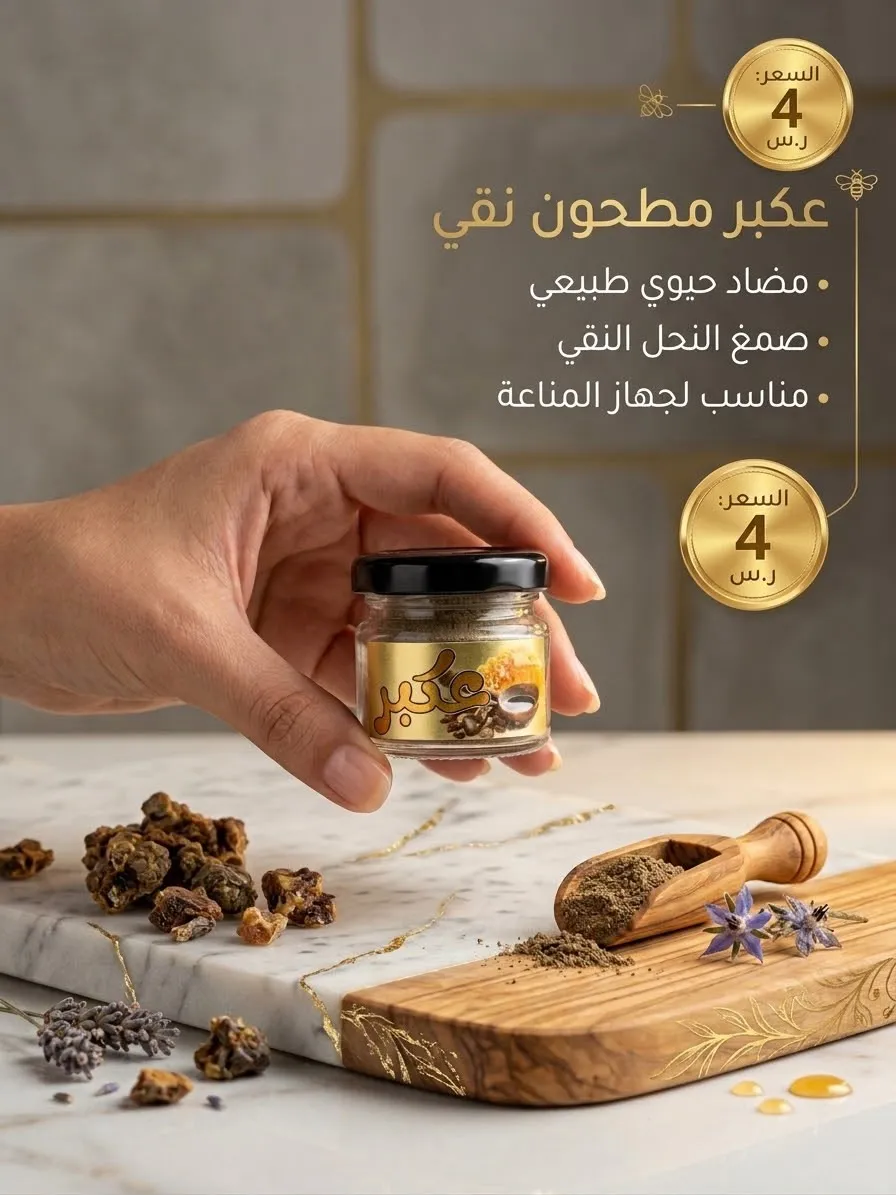 السعر:
4
ر.س
عكبر مطحون نقي
• مضاد حيوي طبيعي
• صمغ النحل النقي
• مناسب لجهاز المناعة
السعر:
4
ر.س
عكبر